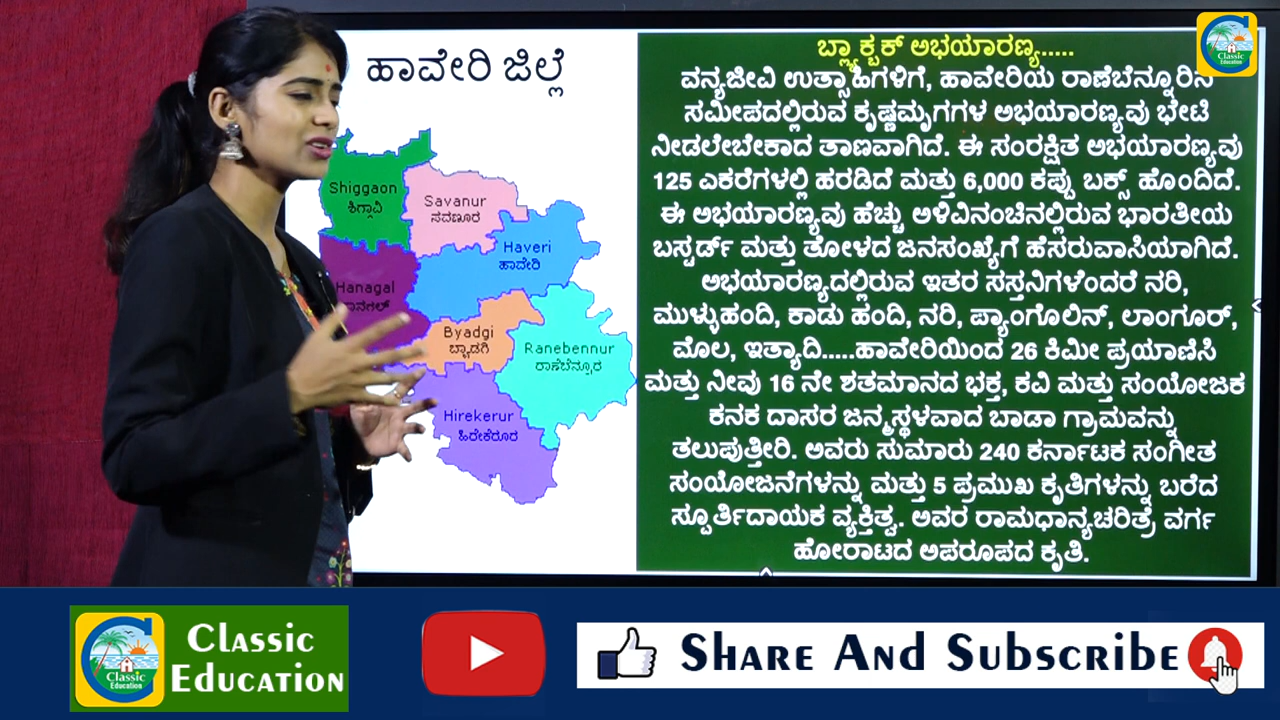 ಹಾವೇರಿ ಜಿಲ್ಲೆ
Shiggaon
ಶಿಗ್ಗಾವಿ
Savanur
ಸವಣೂರ
Haveri
ಹಾವೇರಿ
Hanagal
Byadgi
ಬ್ಯಾಡಗಿ
Ranebennur
ರಾಣೆಬೆನ್ನೂರ
Hirekerur
ಹಿರೇಕೆರೂರ
ಬ್ಲ್ಯಾಕ್ಬಕ್ ಅಭಯಾರಣ್ಯ.....
ವನ್ಯಜೀವಿ ಉತ್ಸಾಹಿಗಳಿಗೆ, ಹಾವೇರಿಯ ರಾಣೆಬೆನ್ನೂರಿನ
ಸಮೀಪದಲ್ಲಿರುವ ಕೃಷ್ಣಮೃಗಗಳ ಅಭಯಾರಣ್ಯವು ಭೇಟಿ
ನೀಡಲೇಬೇಕಾದ ತಾಣವಾಗಿದೆ. ಈ ಸಂರಕ್ಷಿತ ಅಭಯಾರಣ್ಯವು
125 ಎಕರೆಗಳಲ್ಲಿ ಹರಡಿದೆ ಮತ್ತು 6,000 ಕಪ್ಪು ಬಕ್ಸ್ ಹೊಂದಿದೆ.
ಈ ಅಭಯಾರಣ್ಯವು ಹೆಚ್ಚು ಅಳಿವಿನಂಚಿನಲ್ಲಿರುವ ಭಾರತೀಯ
ಬಸ್ಟರ್ಡ್ ಮತ್ತು ತೋಳದ ಜನಸಂಖ್ಯೆಗೆ ಹೆಸರುವಾಸಿಯಾಗಿದೆ.
ಅಭಯಾರಣ್ಯದಲ್ಲಿರುವ ಇತರ ಸಸ್ತನಿಗಳೆಂದರೆ ನರಿ,
ಮುಳ್ಳುಹಂದಿ, ಕಾಡು ಹಂದಿ, ನರಿ, ಪ್ಯಾಂಗೊಲಿನ್, ಲಾಂಗೂರ್,
ಮೊಲ, ಇತ್ಯಾದಿ.....ಹಾವೇರಿಯಿಂದ 26 ಕಿಮೀ ಪ್ರಯಾಣಿಸಿ
ಮತ್ತು ನೀವು 16 ನೇ ಶತಮಾನದ ಭಕ್ತ, ಕವಿ ಮತ್ತು ಸಂಯೋಜಕ
ಕನಕ ದಾಸರ ಜನ್ಮಸ್ಥಳವಾದ ಬಾಡಾ ಗ್ರಾಮವನ್ನು
ತಲುಪುತ್ತೀರಿ. ಅವರು ಸುಮಾರು 240 ಕರ್ನಾಟಕ ಸಂಗೀತ
ಸಂಯೋಜನೆಗಳನ್ನು ಮತ್ತು 5 ಪ್ರಮುಖ ಕೃತಿಗಳನ್ನು ಬರೆದ
ಸ್ಪೂರ್ತಿದಾಯಕ ವ್ಯಕ್ತಿತ್ವ. ಅವರ ರಾಮಧಾನ್ಯಚರಿತ್ರೆ ವರ್ಗ
ಹೋರಾಟದ ಅಪರೂಪದ ಕೃತಿ.
Classic
Education
Classic
Education
Classic
Education
Share And Subscribe